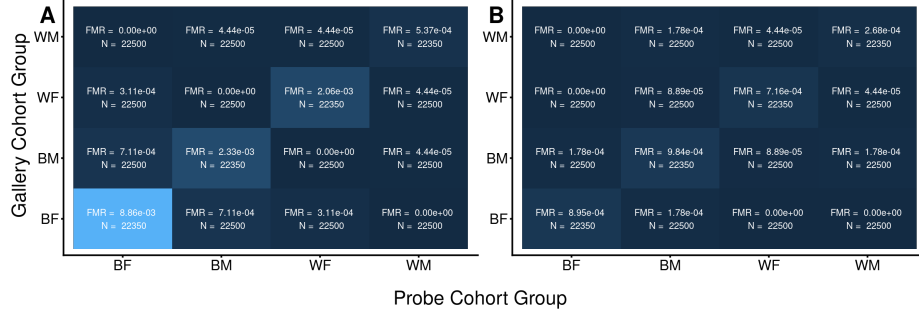 A
B
Gallery Cohort Group
WM
FMR = 0.00e+00
N = 22500
FMR = 4.44e-05
N = 22500
FMR = 4.44e-05
N = 22500
FMR = 5.37e-04
N = 22350
WF
FMR = 3.11e-04
N = 22500
FMR = 0.00e+00
N = 22500
FMR = 2.06e-03
N = 22350
FMR = 4.44e-05
N = 22500
BM
FMR = 7.11e-04
N = 22500
FMR = 2.33e-03
N = 22350
FMR = 0.00e+00
N = 22500
FMR = 4.44e-05
N = 22500
BF
FMR = 8.86e-03
N = 22350
FMR = 7.11e-04
N = 22500
FMR = 3.11e-04
N = 22500
FMR = 0.00e+00
N = 22500
BF
BM
WF
WM
WM
FMR = 0.00e+00
N = 22500
FMR = 1.78e-04
N = 22500
FMR = 4.44e-05
N = 22500
FMR = 2.68e-04
N = 22350
WF
FMR = 0.00e+00
N = 22500
FMR = 8.89e-05
N = 22500
FMR = 7.16e-04
N = 22350
FMR = 4.44e-05
N = 22500
BM
FMR = 1.78e-04
N = 22500
FMR = 9.84e-04
N = 22350
FMR = 8.89e-05
N = 22500
FMR = 1.78e-04
N = 22500
BF
FMR = 8.95e-04
N = 22350
FMR = 1.78e-04
N = 22500
FMR = 0.00e+00
N = 22500
FMR = 0.00e+00
N = 22500
BF
BM
WF
WM
Probe Cohort Group